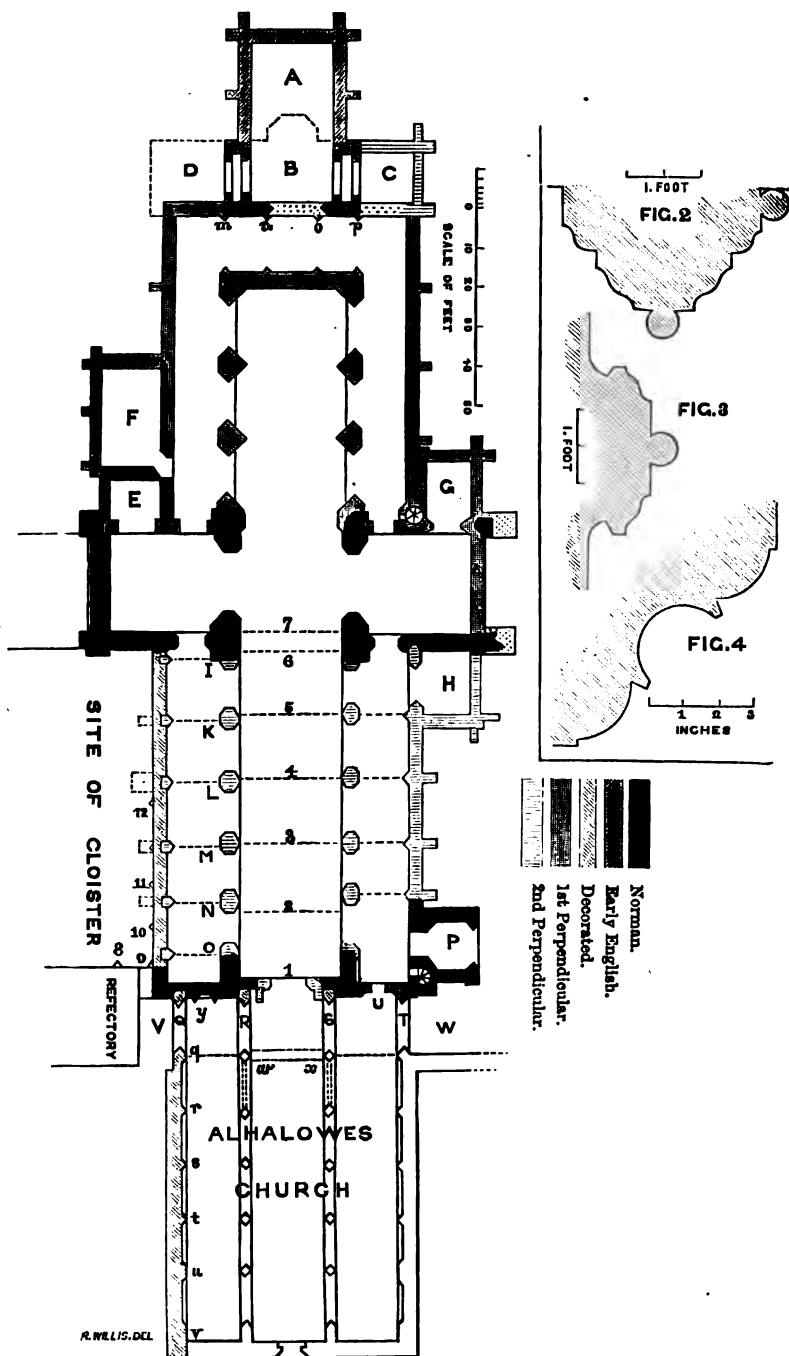 A
D
B
C
m
n
o
p
SCALE OF FEET
0
10
20
30
40
50
F
E
G
7
6
I
H
5
K
4
L
12
3
M
11
2
N
10
8
9
O
1
P
SITE OF CLOISTER
REFECTORY
V
Q
y
R
S
U
T
W
q
w
x
r
ALHALOWES
s
CHURCH
t
u
v
R. WILLIS. DEL
1. FOOT
FIG. 2
FIG. 3
1. FOOT
FIG. 4
1 2 3
INCHES
Norman.
Early English.
Decorated.
1st Perpendicular.
2nd Perpendicular.